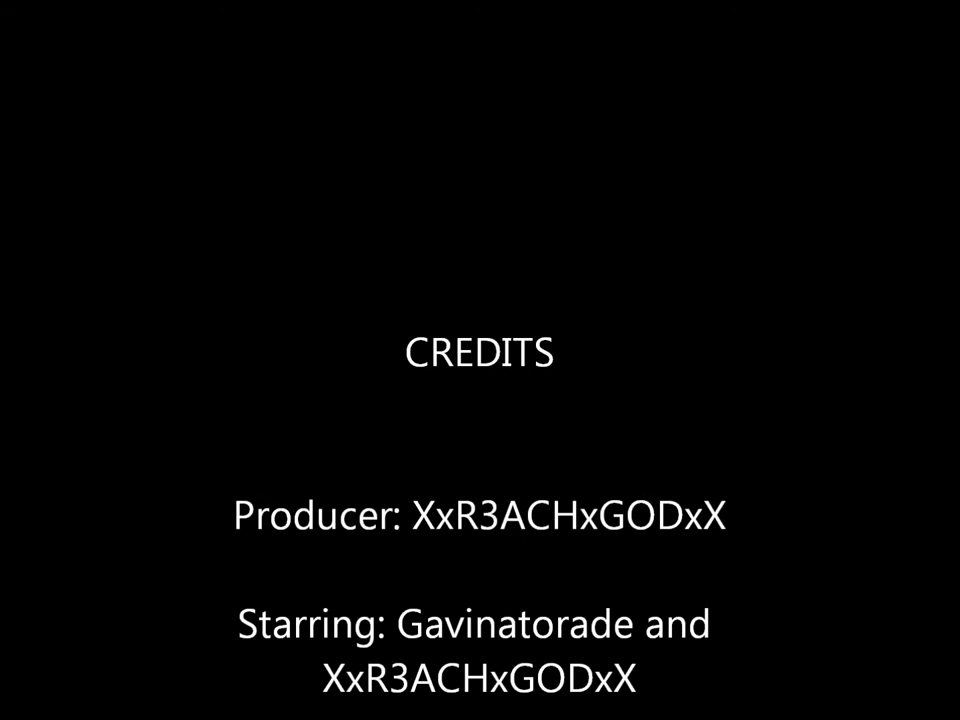 CREDITS
Producer: XxR3ACHxGODxX
Starring: Gavinatorade and
XxR3ACHxGODxX